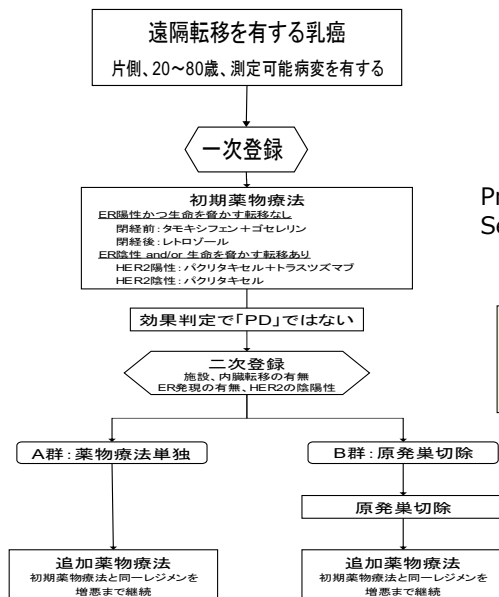 遠隔転移を有する乳癌
片側、20～80歳、測定可能病変を有する
一次登録
初期薬物療法
ER陽性かつ生命を脅かす転移なし
閉経前：タモキシフェン＋ゴセレリン
閉経後：レトロゾール
ER陰性 and/or 生命を脅かす転移あり
HER2陽性：パクリタキセル＋トラスツズマブ
HER2陰性：パクリタキセル
効果判定で「PD」ではない
二次登録
施設、内臓転移の有無
ER発現の有無、HER2の陰陽性
A群：薬物療法単独
B群：原発巣切除
原発巣切除
追加薬物療法
初期薬物療法と同一レジメンを
増悪まで継続
追加薬物療法
初期薬物療法と同一レジメンを
増悪まで継続